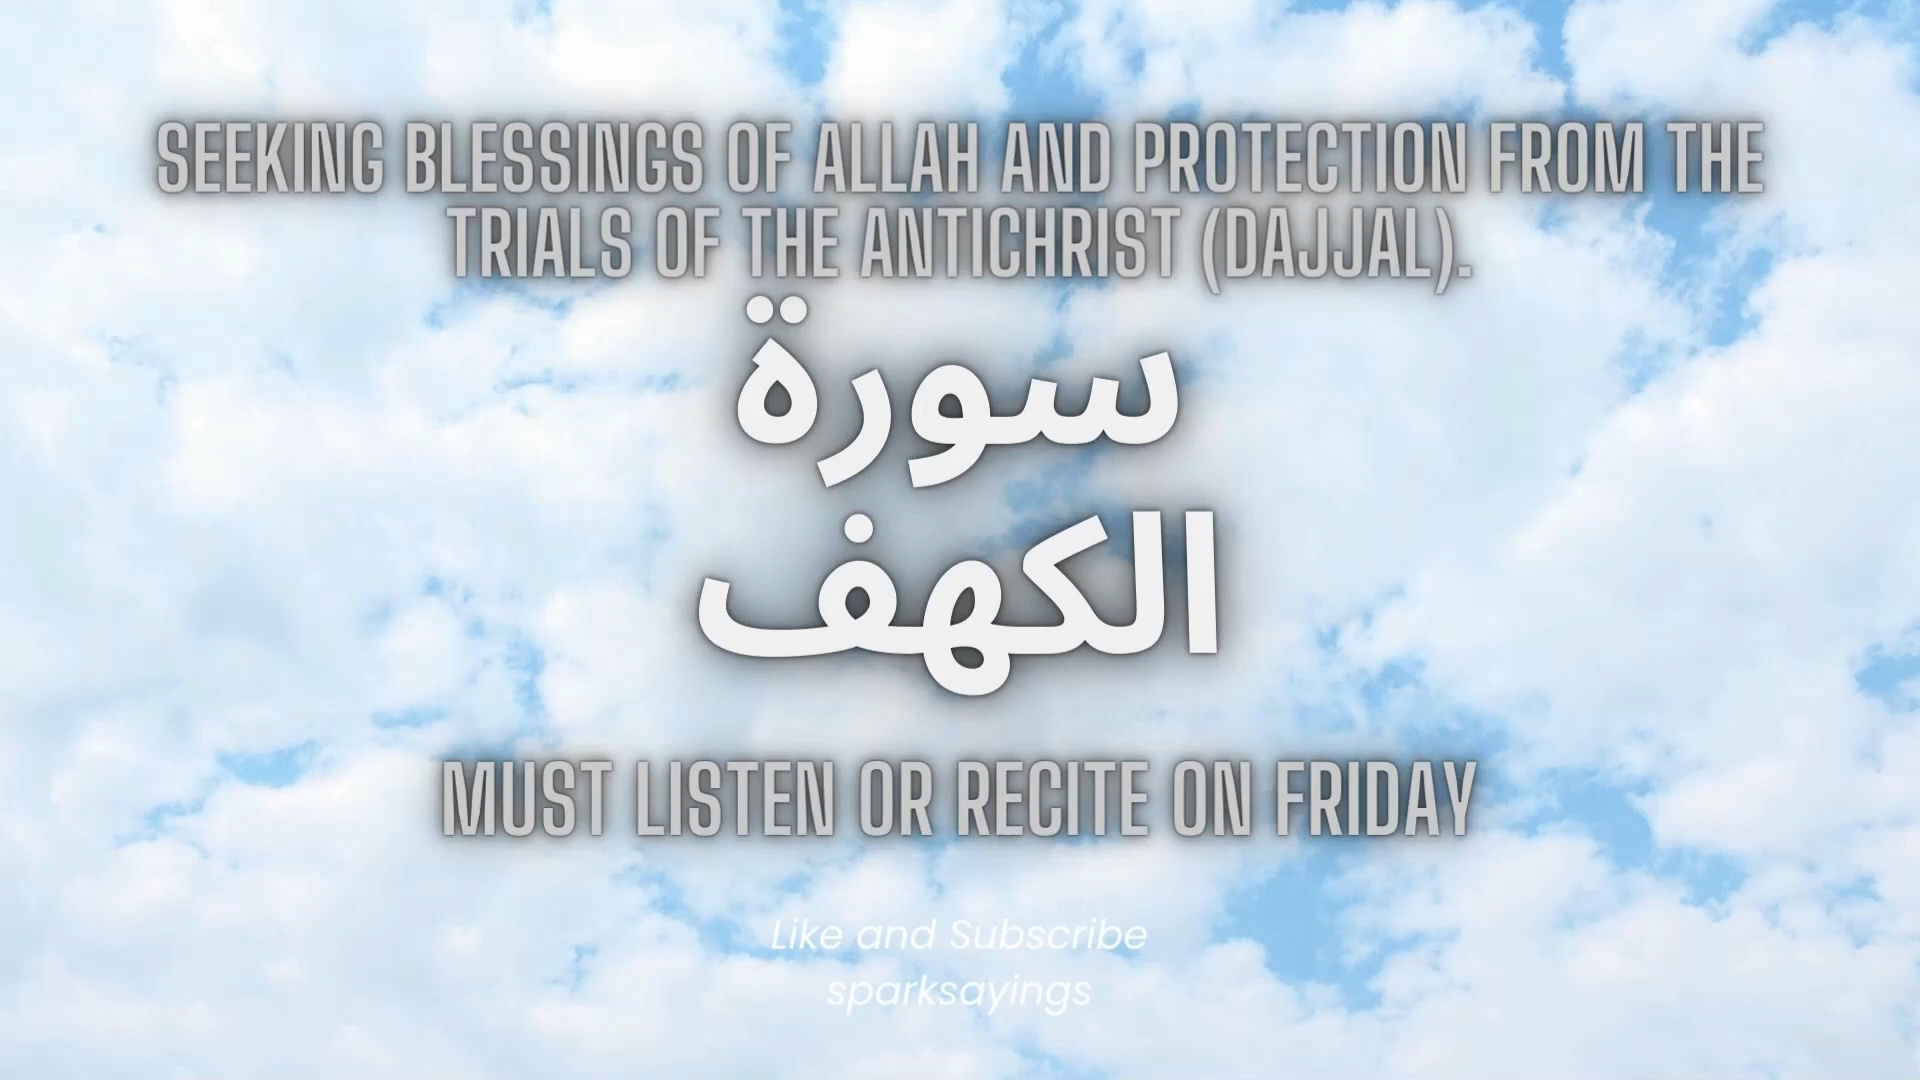 SEEKING BLESSINGS OF ALLAH AND PROTECTION FROM THE
TRIALS OF THE ANTICHRIST (DAJJAL).
سورة
الكهف
MUST LISTEN OR RECITE ON FRIDAY
Like and Subscribe
sparksayings